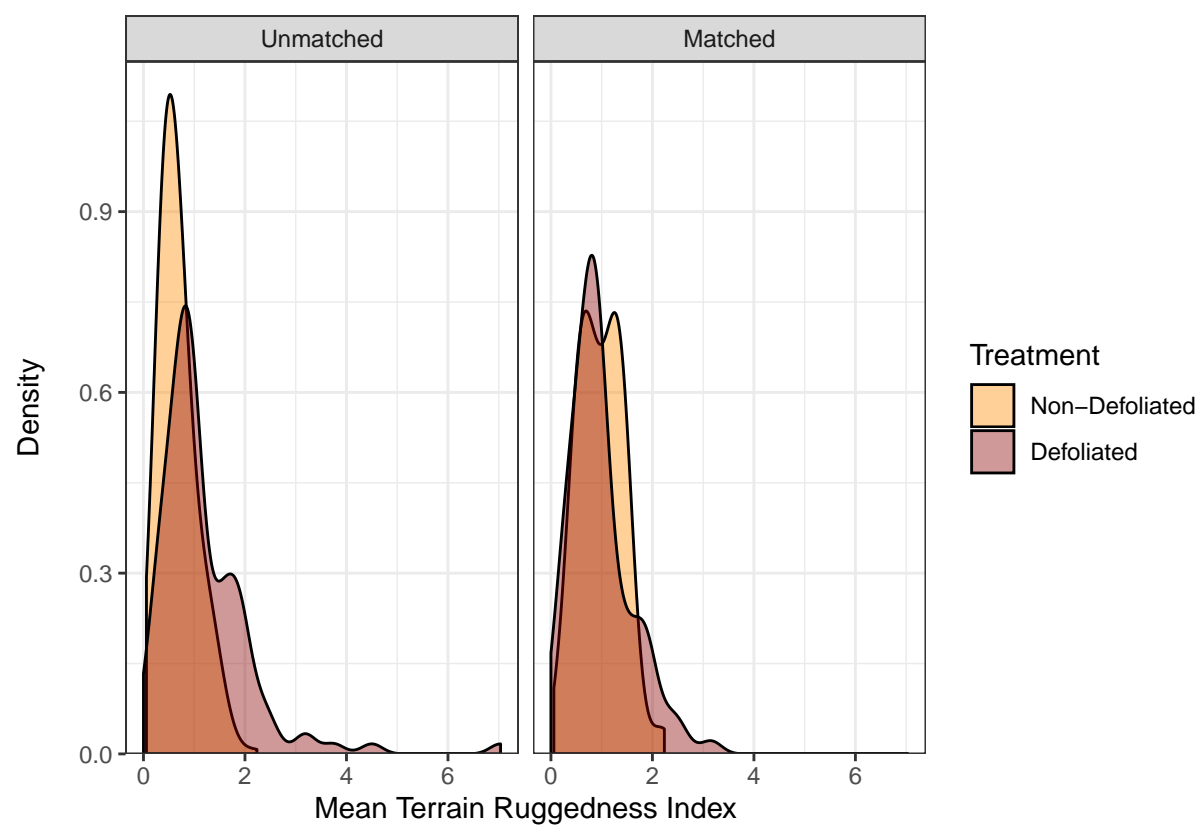 Unmatched
Matched
0.9
0.6
0.3
0.0
Density
0 2 4 6
0 2 4 6
Mean Terrain Ruggedness Index
Treatment
Non−Defoliated
Defoliated